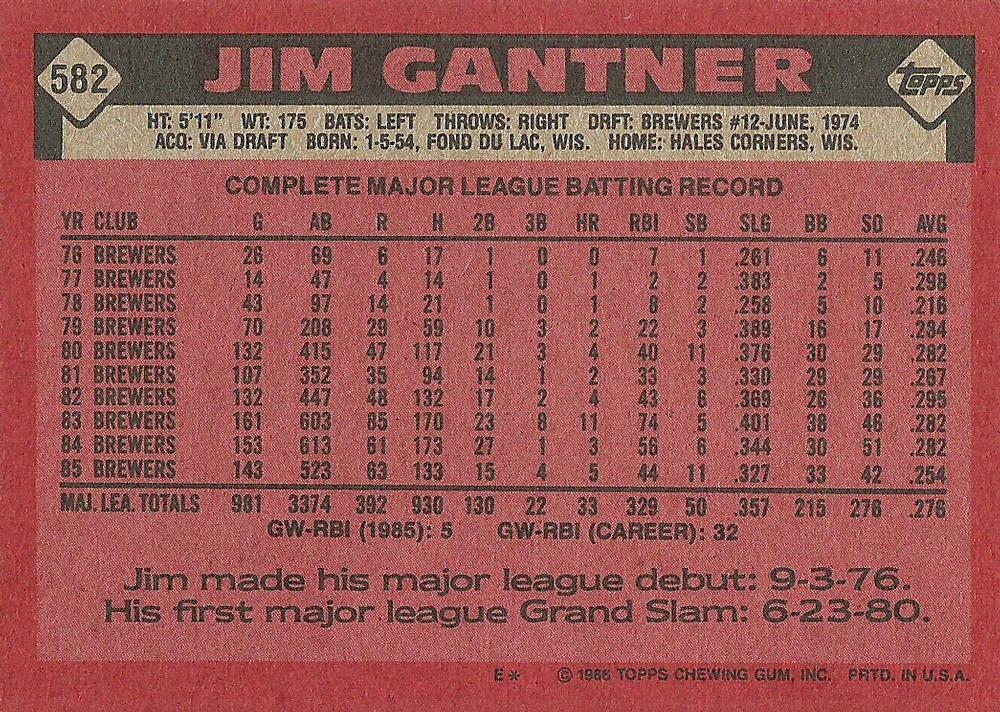 582 JIM GANTNER Topps
HT: 5'11" WT: 175 BATS: LEFT THROWS: RIGHT DRFT: BREWERS #12-JUNE, 1974
ACQ: VIA DRAFT BORN: 1-5-54, FOND DU LAC, WIS. HOME: HALES CORNERS, WIS.
COMPLETE MAJOR LEAGUE BATTING RECORD
YR CLUB G AB R H 2B 3B HR RBI SB SLG BB SO AVG
76 BREWERS 26 69 6 17 1 0 0 7 1 .261 6 11 .246
77 BREWERS 14 47 4 14 1 0 1 2 2 .383 2 5 .298
78 BREWERS 43 97 14 21 1 0 1 8 2 .258 5 10 .216
79 BREWERS 70 208 29 59 10 3 2 22 3 .389 16 17 .284
80 BREWERS 132 415 47 117 21 3 4 40 11 .376 30 29 .282
81 BREWERS 107 352 35 94 14 1 2 33 3 .330 29 29 .267
82 BREWERS 132 447 48 132 17 2 4 43 6 .369 26 36 .295
83 BREWERS 161 603 85 170 23 8 11 74 5 .401 38 46 .282
84 BREWERS 153 613 61 173 27 1 3 56 6 .344 30 51 .282
85 BREWERS 143 523 63 133 15 4 5 44 11 .327 33 42 .254
MAJ. LEA. TOTALS 981 3374 392 930 130 22 33 329 50 .357 215 276 .276
GW-RBI (1985): 5 GW-RBI (CAREER): 32
Jim made his major league debut: 9-3-76.
His first major league Grand Slam: 6-23-80.
E* © 1986 TOPPS CHEWING GUM, INC. PRTD. IN U.S.A.